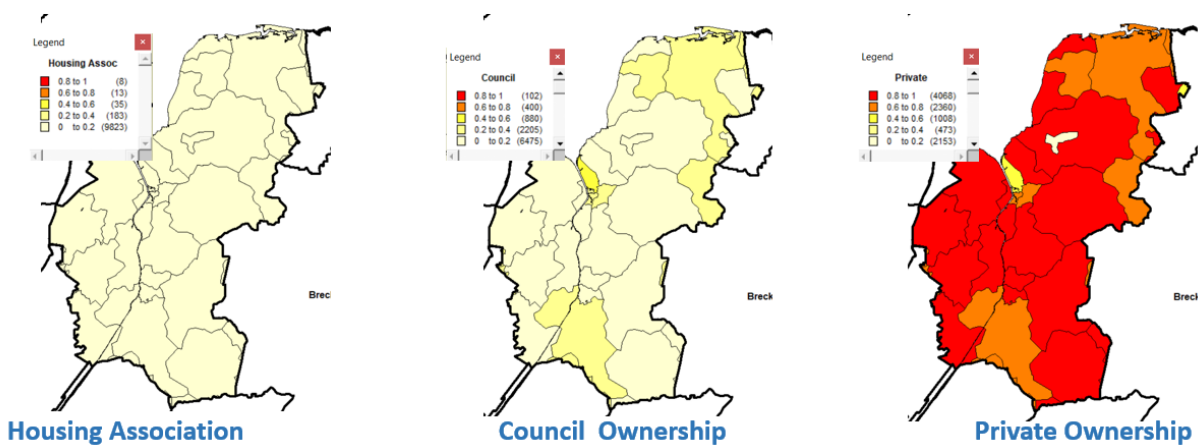 Legend
Housing Assoc
0.8 to 1 (8)
0.6 to 0.8 (13)
0.4 to 0.6 (35)
0.2 to 0.4 (183)
0 to 0.2 (9823)
Breck
Housing Association
Legend
Council
0.8 to 1 (102)
0.6 to 0.8 (400)
0.4 to 0.6 (880)
0.2 to 0.4 (2205)
0 to 0.2 (6475)
Breck
Council Ownership
Legend
Private
0.8 to 1 (4068)
0.6 to 0.8 (2360)
0.4 to 0.6 (1008)
0.2 to 0.4 (473)
0 to 0.2 (2153)
Breck
Private Ownership